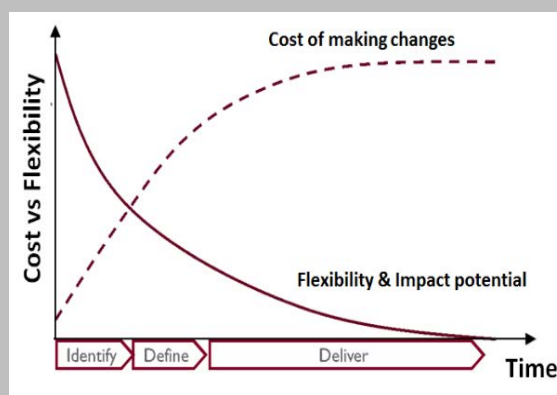 Cost of making changes
Cost vs Flexibility
Flexibility & Impact potential
Identify
Define
Deliver
Time